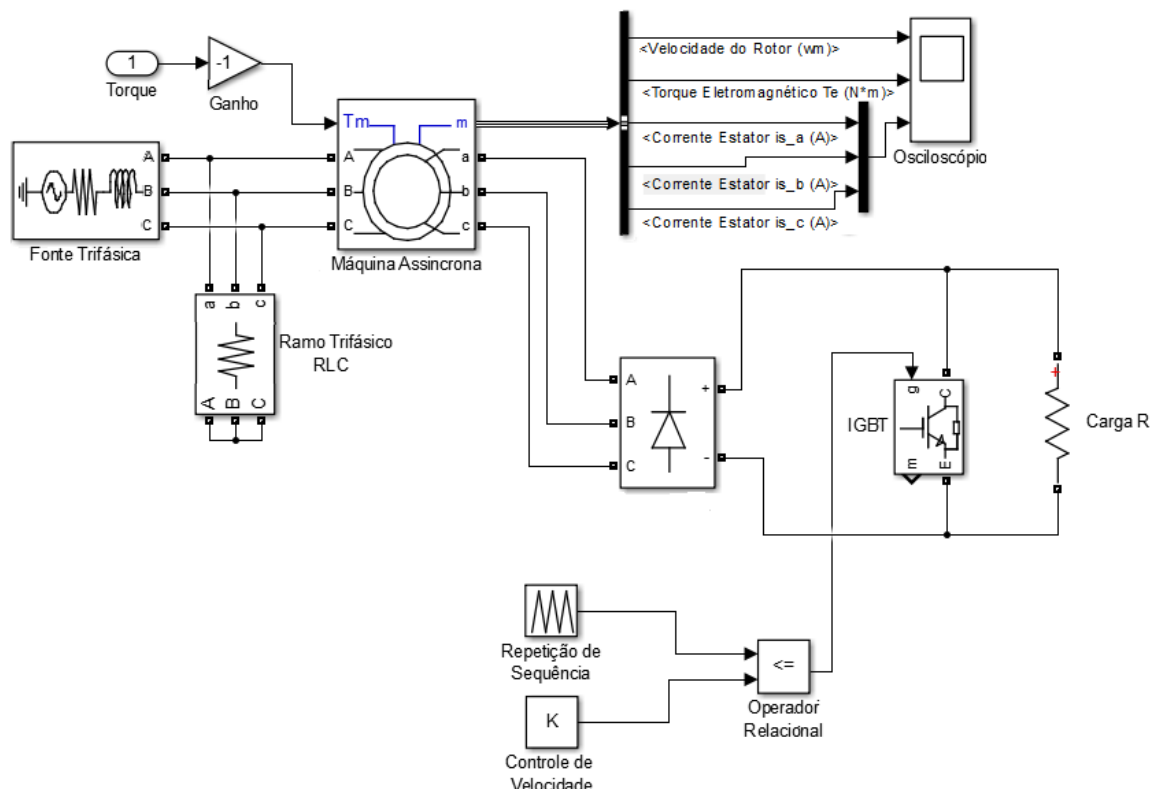 1
Torque
-1
Ganho
<Velocidade do Rotor (wm)>
<Torque Eletromagnético Te (N*m)>
<Corrente Estator is_a (A)>
<Corrente Estator is_b (A)>
<Corrente Estator is_c (A)>
Osciloscópio
Tm
m
A
B
C
A
B
C
a
b
c
Fonte Trifásica
Máquina Assincrona
a
b
c
A
B
C
Ramo Trifásico
RLC
A
B
C
+
-
g
C
m
E
IGBT
+
Carga R
Repetição de
Sequência
<=
Operador
Relacional
K
Controle de
Velocidade